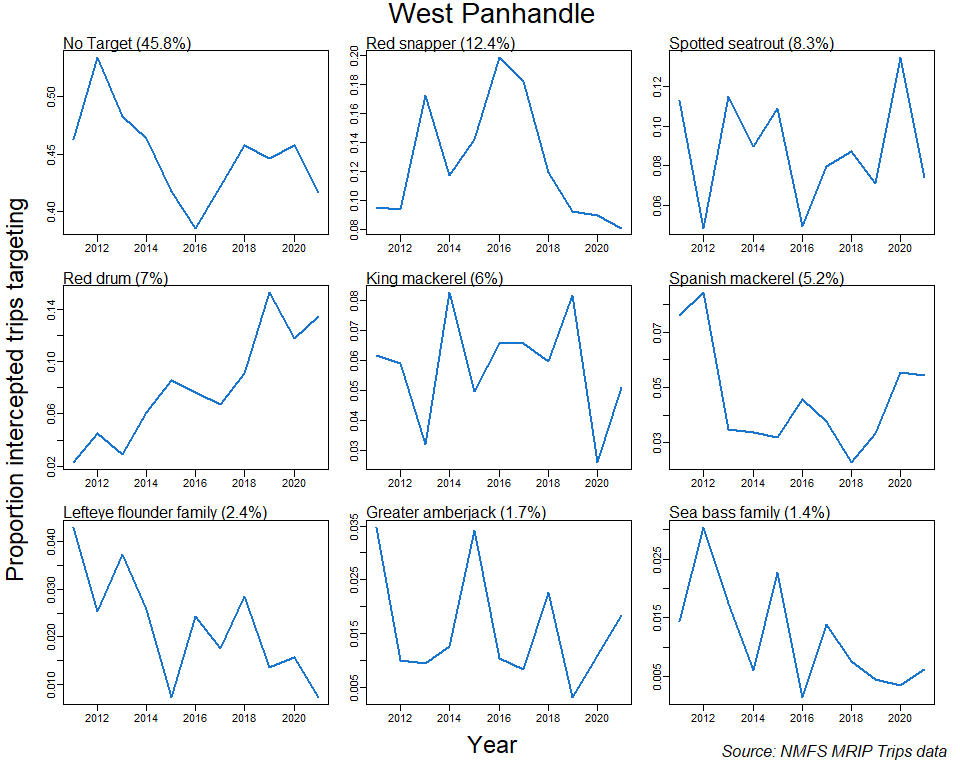 West Panhandle
No Target (45.8%)
0.40 0.45 0.50
2012 2014 2016 2018 2020
Red snapper (12.4%)
0.08 0.10 0.12 0.14 0.16 0.20
2012 2014 2016 2018 2020
Spotted seatrout (8.3%)
0.06 0.08 0.10 0.12
2012 2014 2016 2018 2020
Red drum (7%)
0.02 0.06 0.10 0.14
2012 2014 2016 2018 2020
King mackerel (6%)
0.03 0.04 0.05 0.06 0.07 0.08
2012 2014 2016 2018 2020
Spanish mackerel (5.2%)
0.03 0.05 0.07
2012 2014 2016 2018 2020
Lefteye flounder family (2.4%)
0.010 0.020 0.030 0.040
2012 2014 2016 2018 2020
Greater amberjack (1.7%)
0.005 0.015 0.025 0.035
2012 2014 2016 2018 2020
Sea bass family (1.4%)
0.005 0.015 0.025
2012 2014 2016 2018 2020
Proportion intercepted trips targeting
Year
Source: NMFS MRIP Trips data